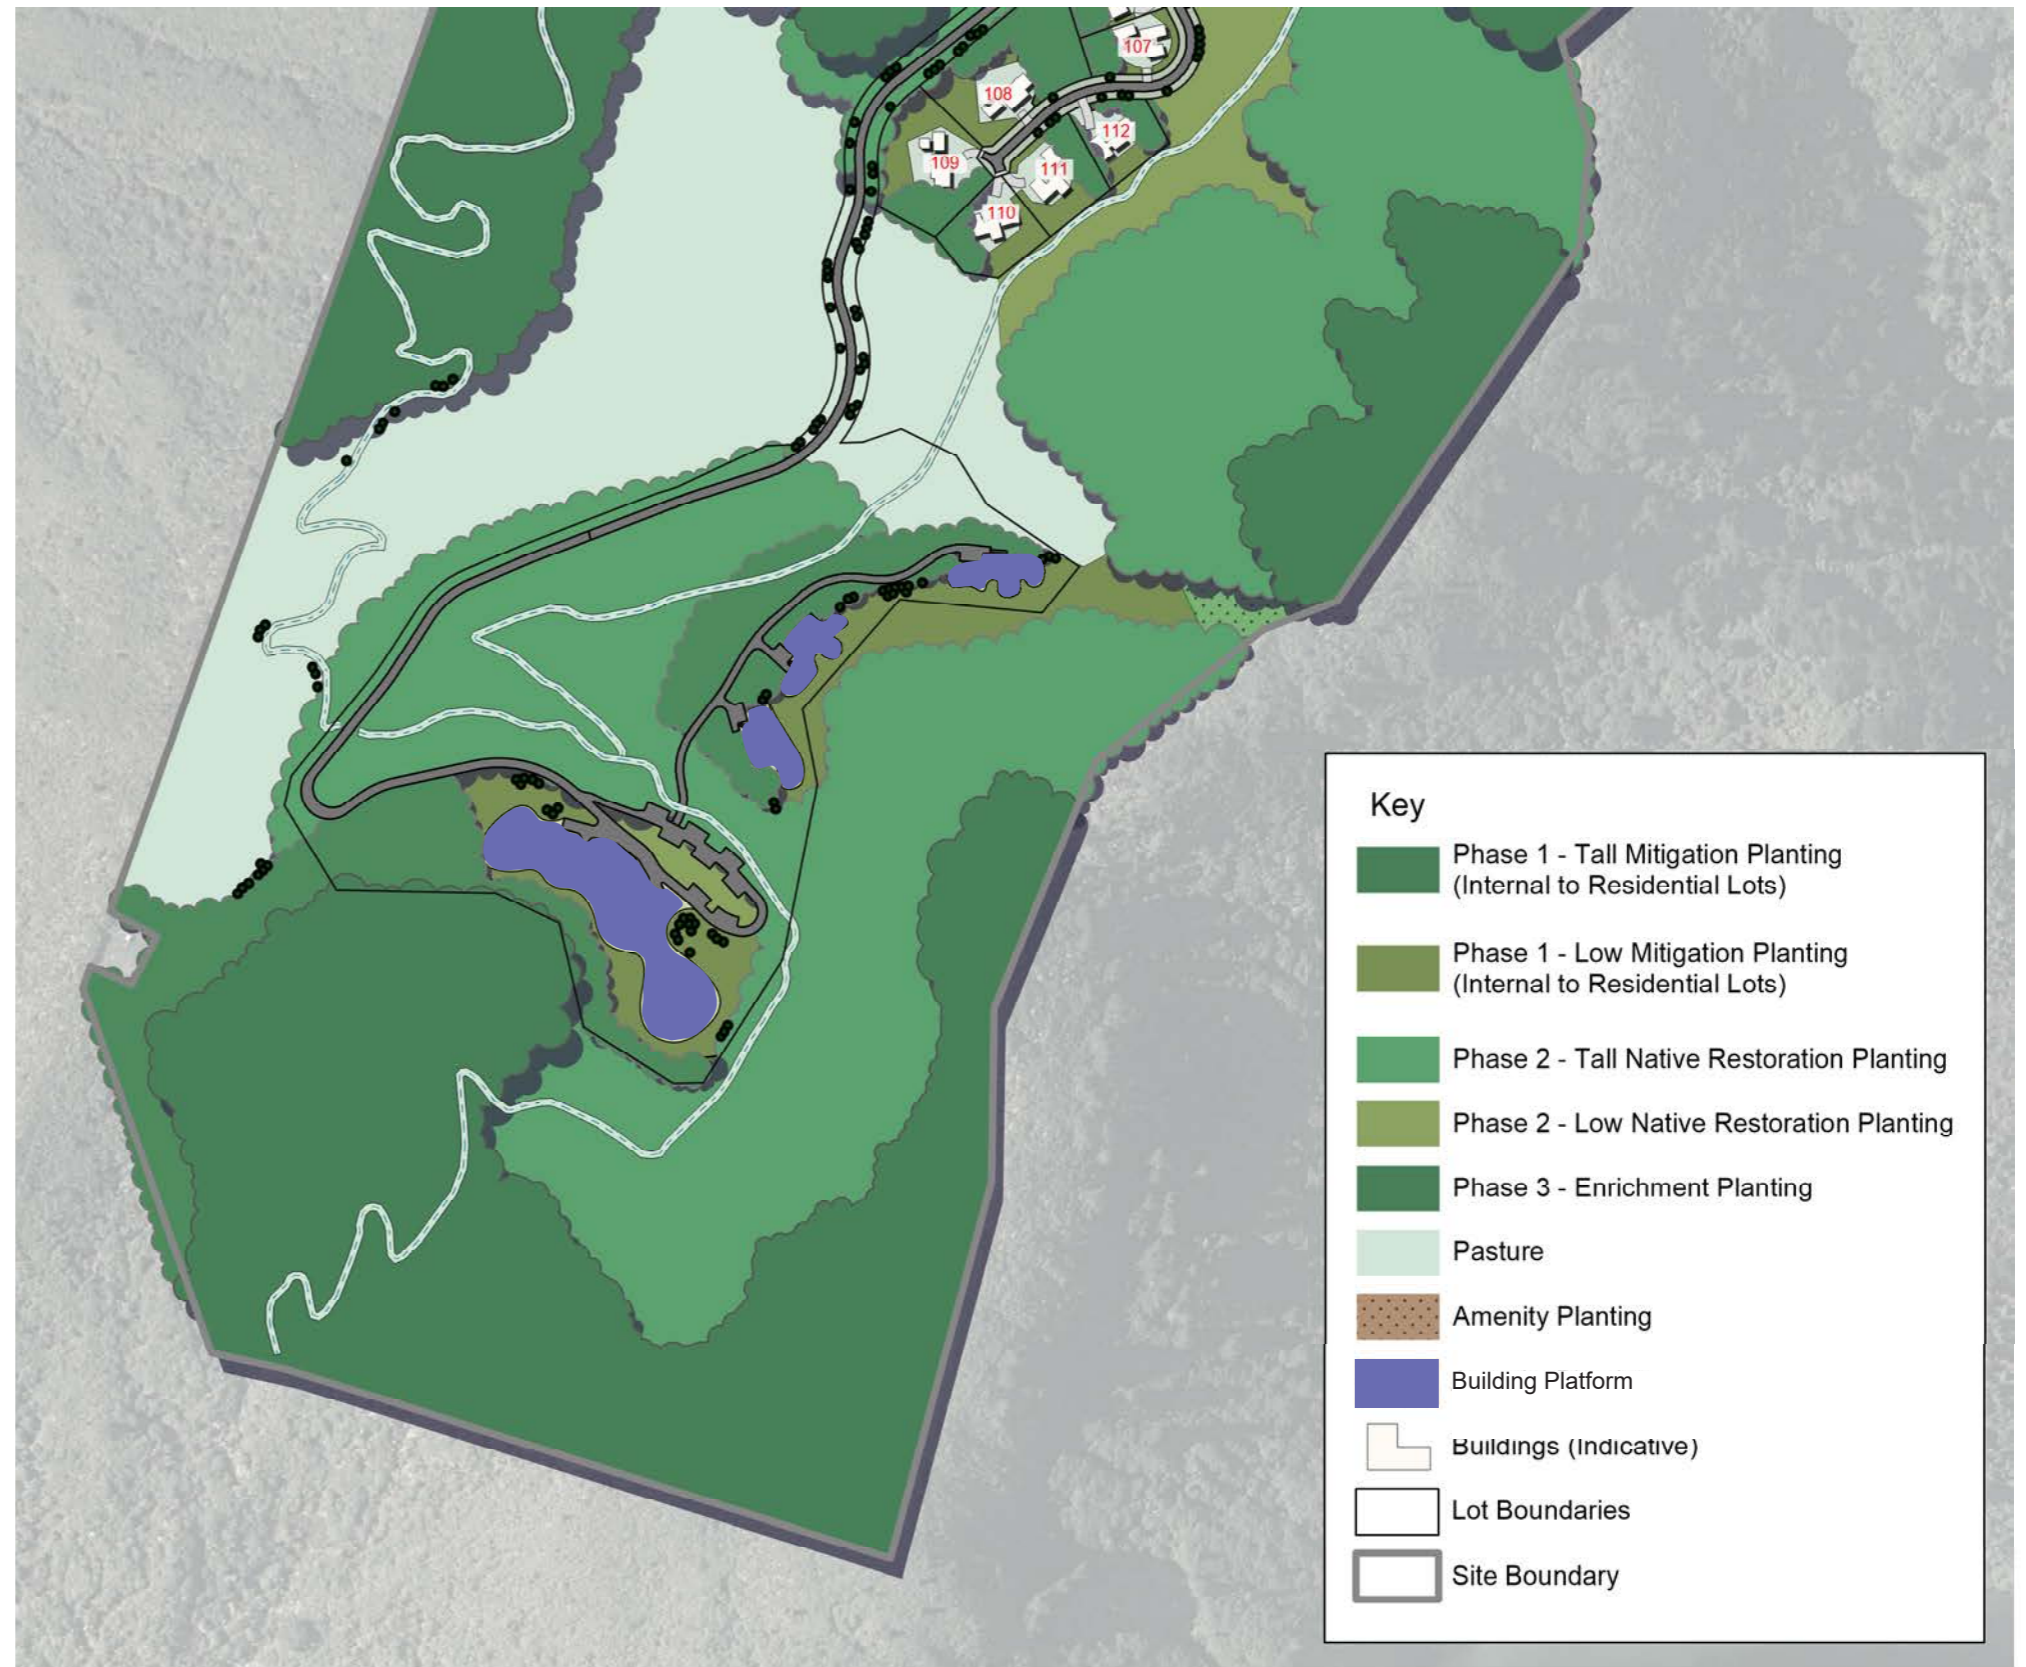 107
108
112
109
111
110
Key
Phase 1 - Tall Mitigation Planting
(Internal to Residential Lots)
Phase 1 - Low Mitigation Planting
(Internal to Residential Lots)
Phase 2 - Tall Native Restoration Planting
Phase 2 - Low Native Restoration Planting
Phase 3 - Enrichment Planting
Pasture
Amenity Planting
Building Platform
Buildings (Indicative)
Lot Boundaries
Site Boundary